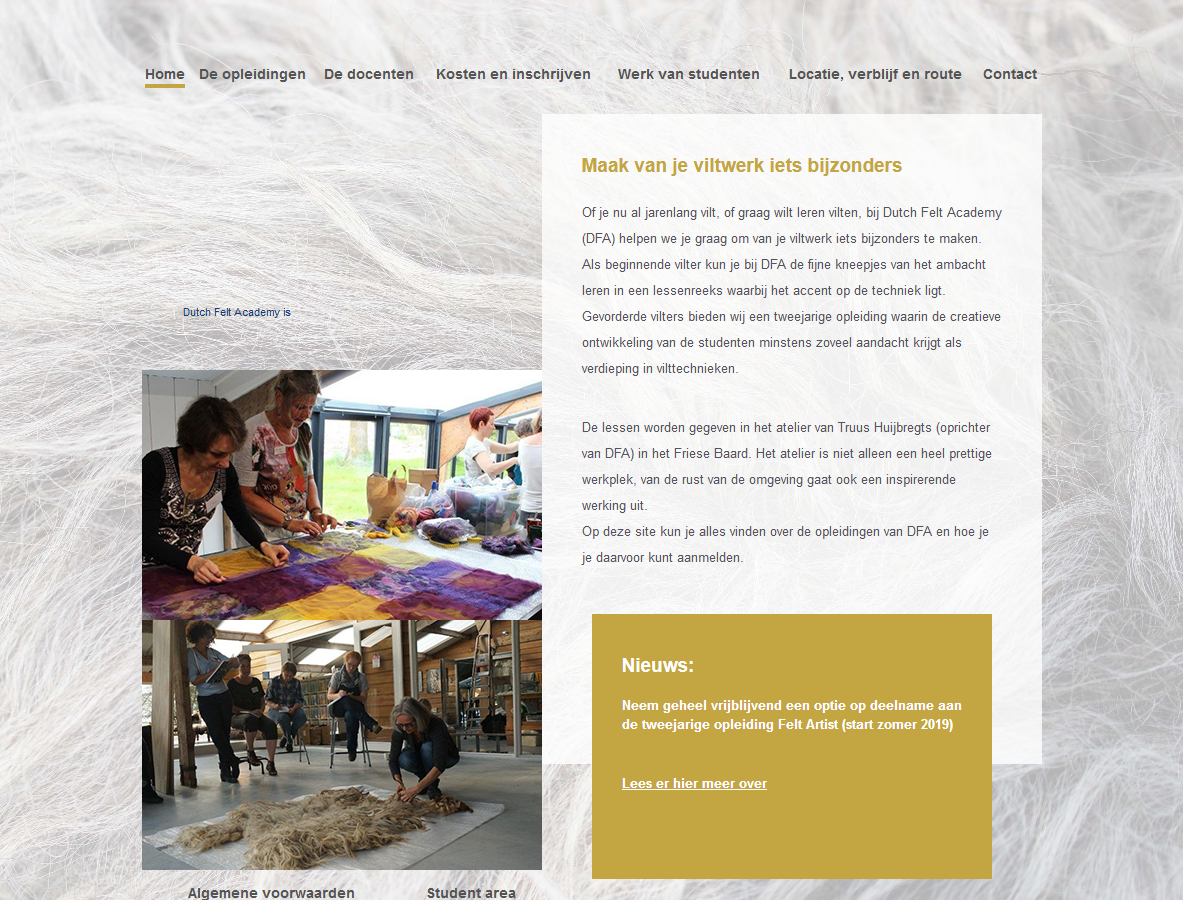 Home De opleidingen De docenten Kosten en inschrijven Werk van studenten Locatie, verblijf en route Contact
Dutch Felt Academy is
Maak van je viltwerk iets bijzonders
Of je nu al jarenlang vilt, of graag wilt leren vilten, bij Dutch Felt Academy
(DFA) helpen we je graag om van je viltwerk iets bijzonders te maken.
Als beginnende vilter kun je bij DFA de fijne kneepjes van het ambacht
leren in een lessenreeks waarbij het accent op de techniek ligt.
Gevorderde vilters bieden wij een tweejarige opleiding waarin de creatieve
ontwikkeling van de studenten minstens zoveel aandacht krijgt als
verdieping in vilttechnieken.
De lessen worden gegeven in het atelier van Truus Huijbregts (oprichter
van DFA) in het Friese Baard. Het atelier is niet alleen een heel prettige
werkplek, van de rust van de omgeving gaat ook een inspirerende
werking uit.
Op deze site kun je alles vinden over de opleidingen van DFA en hoe je
je daarvoor kunt aanmelden.
Nieuws:
Neem geheel vrijblijvend een optie op deelname aan
de tweejarige opleiding Felt Artist (start zomer 2019)
Lees er hier meer over
Algemene voorwaarden Student area